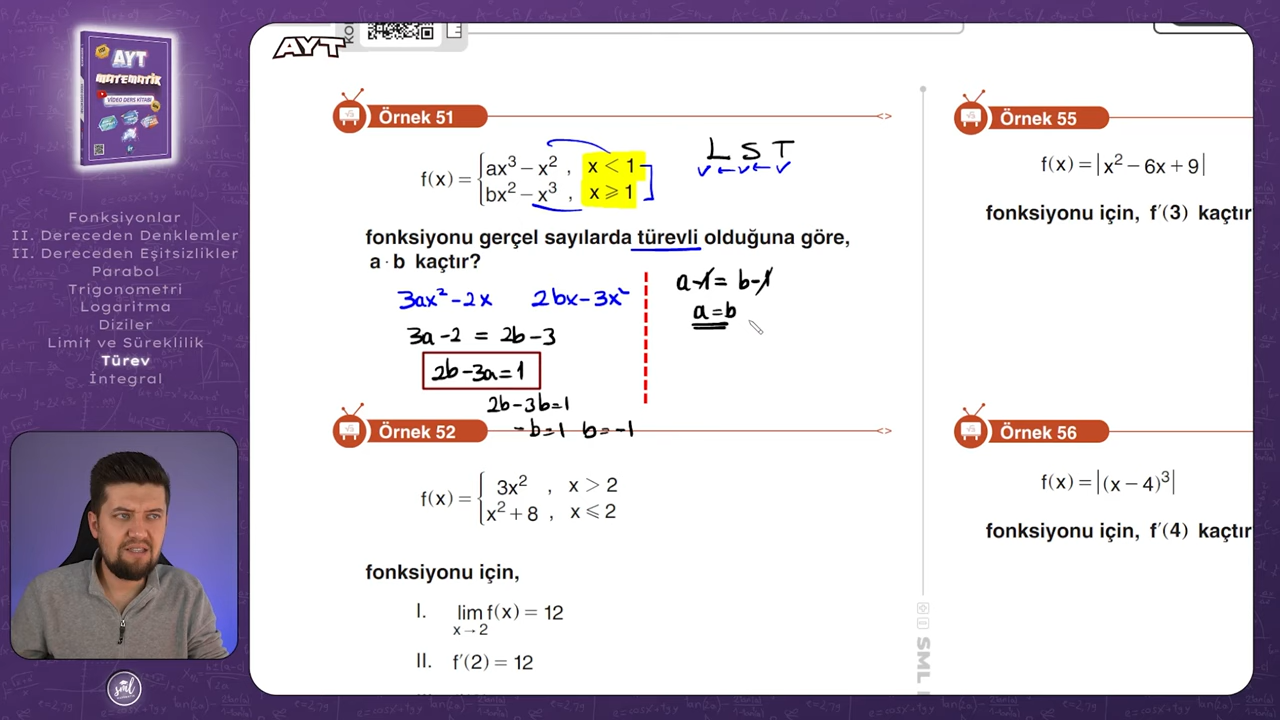 AYT
MATEMATİK
VİDEO DERS KİTABI
Fonksiyonlar
II. Dereceden Denklemler
II. Dereceden Eşitsizlikler
Parabol
Trigonometri
Logaritma
Diziler
Limit ve Süreklilik
Türev
İntegral
sml
AYT
Örnek 51
f(x) = { ax³ – x² , x < 1
bx² – x³ , x ⩾ 1
L S T
fonksiyonu gerçel sayılarda türevli olduğuna göre,
a · b kaçtır?
3ax² – 2x 2bx – 3x²
3a – 2 = 2b – 3
2b – 3a = 1
2b – 3b = 1
– b = 1 b = –1
a – 1 = b – 1
a = b
Örnek 52
f(x) = { 3x² , x > 2
x² + 8 , x ⩽ 2
fonksiyonu için,
I. lim f(x) = 12
x → 2
II. f′(2) = 12
SML
Örnek 55
f(x) = |x² – 6x + 9|
fonksiyonu için, f′(3) kaçtır
Örnek 56
f(x) = |(x – 4)³|
fonksiyonu için, f′(4) kaçtır